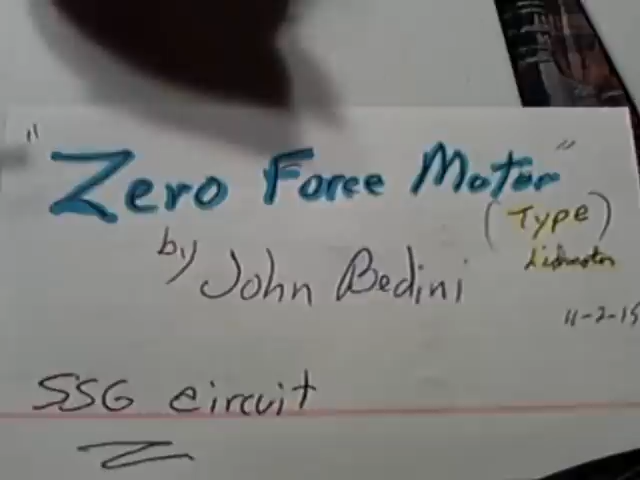 "Zero Force Motor"
(Type)
by John Bedini
11-2-15
SSG circuit